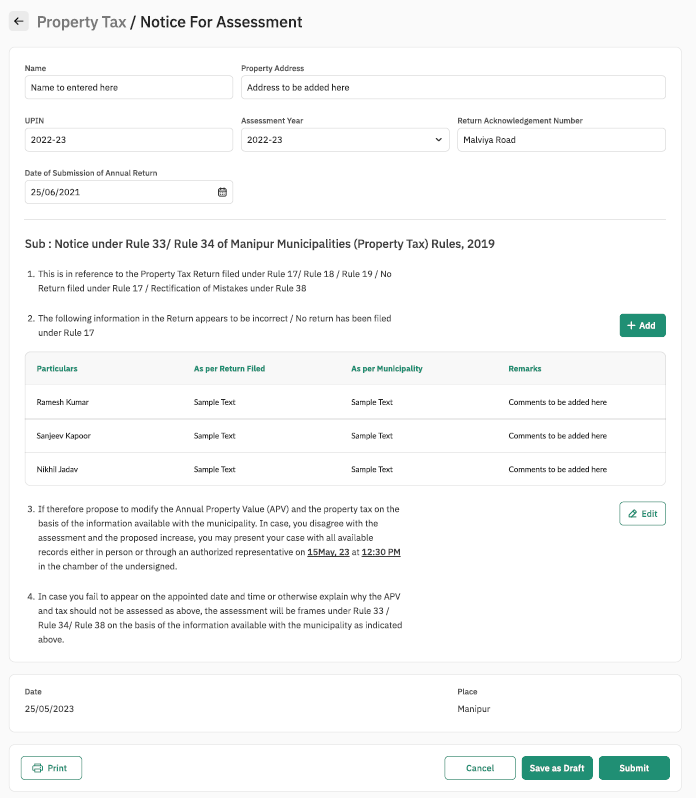 Property Tax / Notice For Assessment
Name
Property Address
Name to entered here
Address to be added here
UPIN
Assessment Year
Return Acknowledgement Number
2022-23
2022-23
Malviya Road
Date of Submission of Annual Return
25/06/2021
Sub : Notice under Rule 33/ Rule 34 of Manipur Municipalities (Property Tax) Rules, 2019
1. This is in reference to the Property Tax Return filed under Rule 17/ Rule 18 / Rule 19 / No
Return filed under Rule 17 / Rectification of Mistakes under Rule 38
2. The following information in the Return appears to be incorrect / No return has been filed
under Rule 17
+ Add
Particulars As per Return Filed As per Municipality Remarks
Ramesh Kumar Sample Text Sample Text Comments to be added here
Sanjeev Kapoor Sample Text Sample Text Comments to be added here
Nikhil Jadav Sample Text Sample Text Comments to be added here
3. If therefore propose to modify the Annual Property Value (APV) and the property tax on the
basis of the information available with the municipality. In case, you disagree with the
assessment and the proposed increase, you may present your case with all available
records either in person or through an authorized representative on 15May, 23 at 12:30 PM
in the chamber of the undersigned.
Edit
4. In case you fail to appear on the appointed date and time or otherwise explain why the APV
and tax should not be assessed as above, the assessment will be frames under Rule 33 /
Rule 34/ Rule 38 on the basis of the information available with the municipality as indicated
above.
Date
Place
25/05/2023
Manipur
Print
Cancel
Save as Draft
Submit